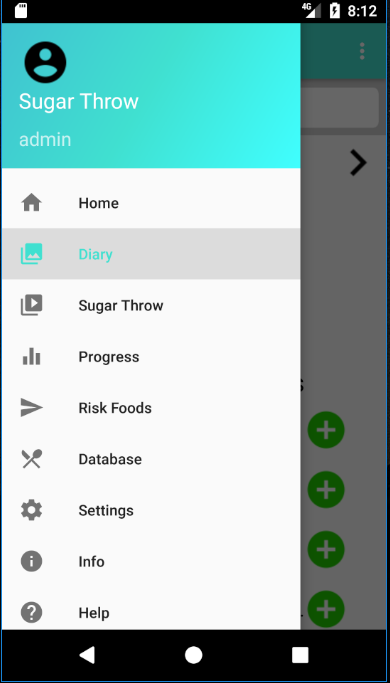 4G 8:12
Sugar Throw
admin
Home
Diary
Sugar Throw
Progress
Risk Foods
Database
Settings
Info
Help